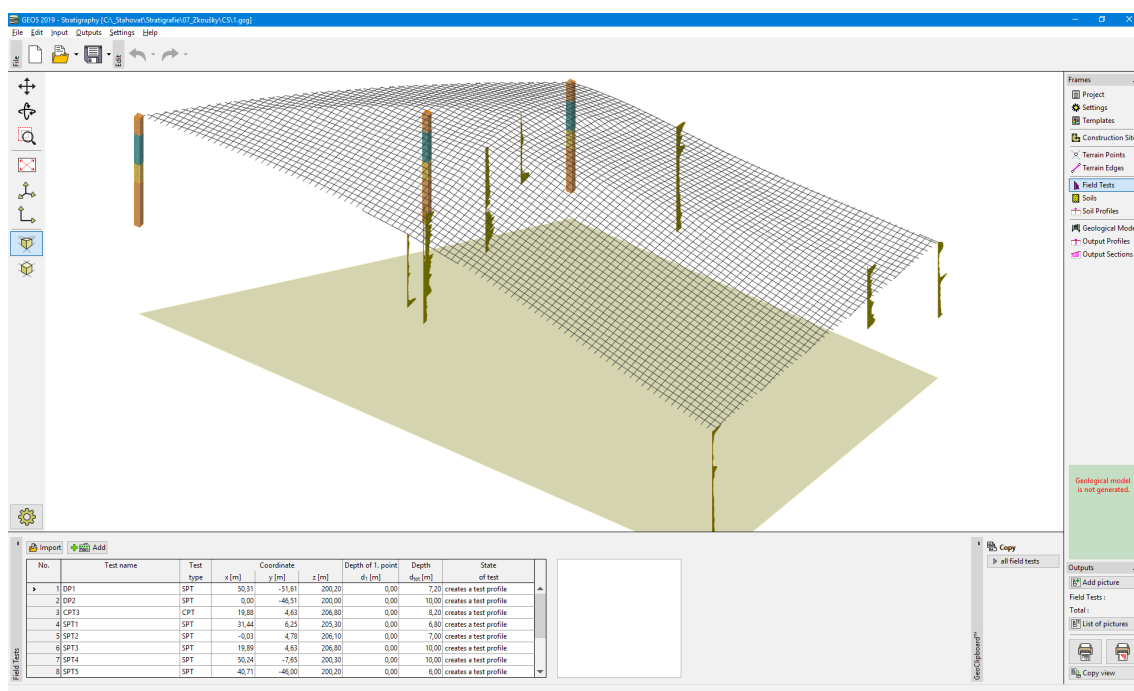 GEO5 2019 - Stratigraphy [C:\_Stahovat\Stratigrafie\07_Zkoušky\CS\1.gsg]
File Edit Input Outputs Settings Help
File
Edit
Frames
Project
Settings
Templates
Construction Sit
Terrain Points
Terrain Edges
Field Tests
Soils
Soil Profiles
Geological Mode
Output Profiles
Output Sections
Geological model
is not generated.
Outputs
Add picture
Field Tests :
Total :
List of pictures
Copy view
Field Tests
Import Add
No. Test name Test Coordinate Depth of 1. point Depth State
type x [m] y [m] z [m] d1 [m] dtot [m] of test
> 1 DP1 SPT 50,31 -51,61 200,20 0,00 7,20 creates a test profile
2 DP2 SPT 0,00 -46,51 200,00 0,00 10,00 creates a test profile
3 CPT3 CPT 19,88 4,63 206,80 0,00 8,20 creates a test profile
4 SPT1 SPT 31,44 6,25 205,30 0,00 6,80 creates a test profile
5 SPT2 SPT -0,03 4,78 206,10 0,00 7,00 creates a test profile
6 SPT3 SPT 19,89 4,63 206,80 0,00 10,00 creates a test profile
7 SPT4 SPT 50,24 -7,65 200,30 0,00 10,00 creates a test profile
8 SPT5 SPT 40,71 -46,00 200,20 0,00 6,00 creates a test profile
GeoClipboard™
Copy
all field tests